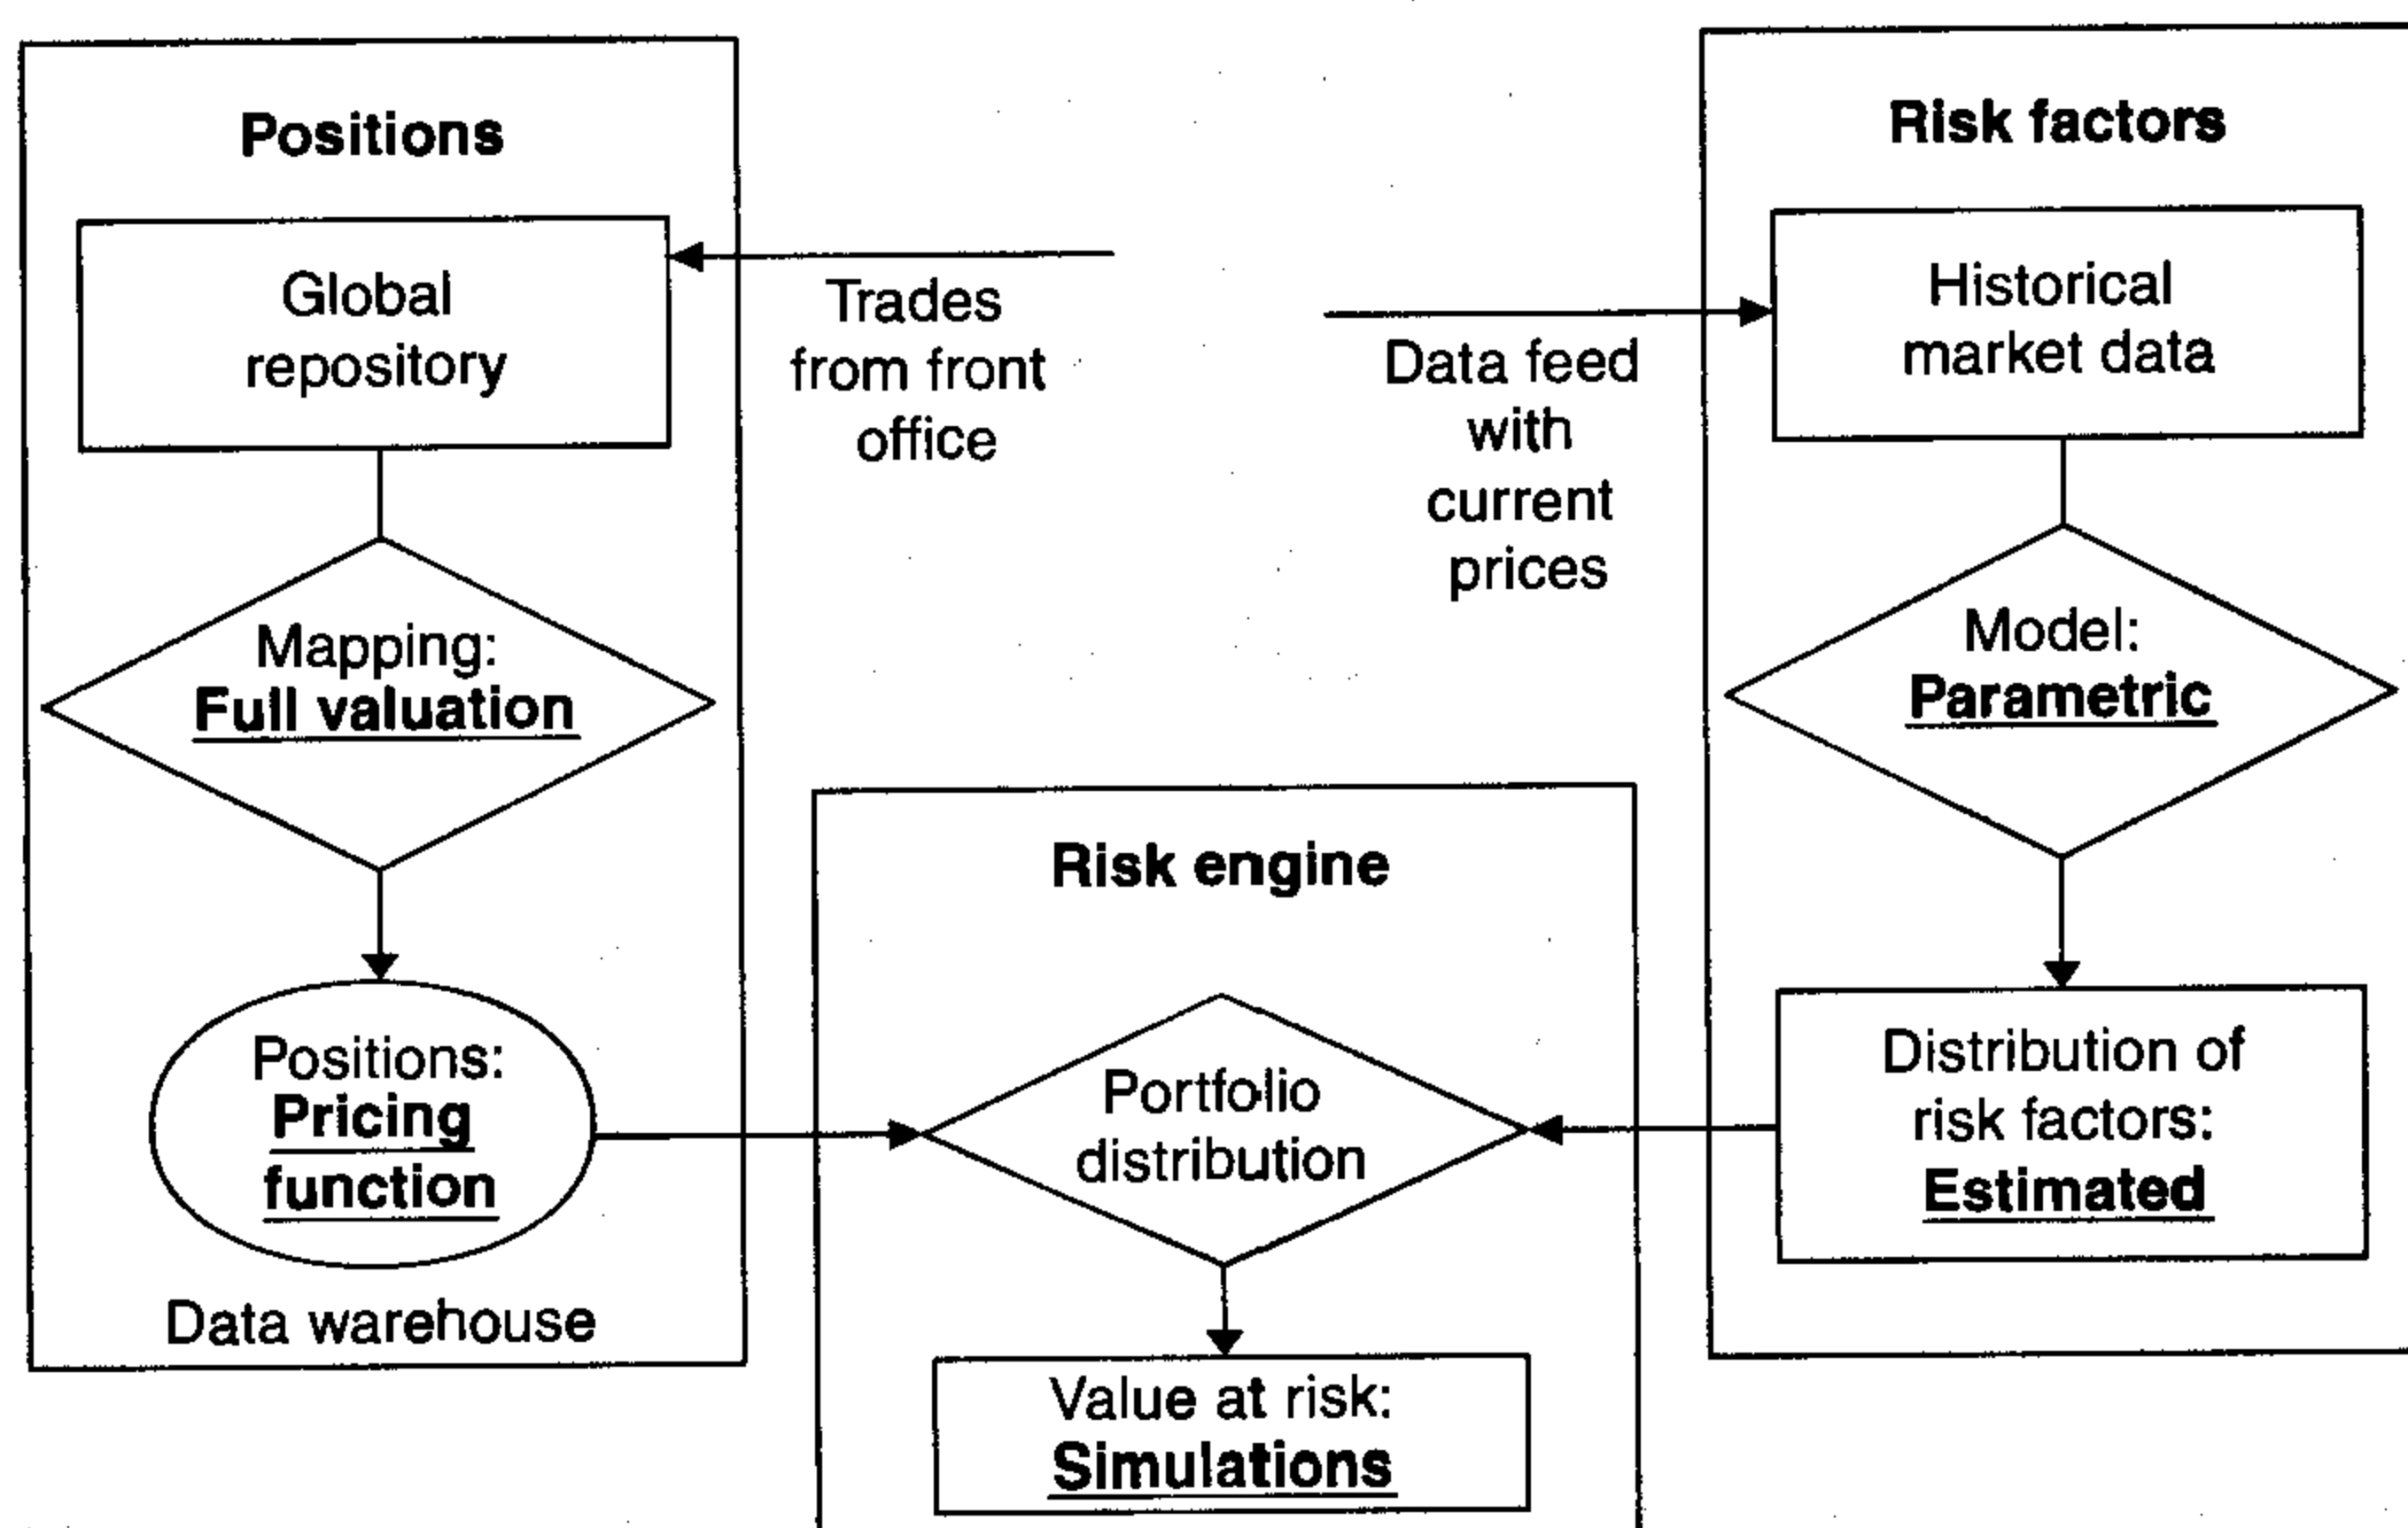 Positions
Global
repository
Trades
from front
office
Mapping:
Full valuation
Positions:
Pricing
function
Data warehouse
Data feed
with
current
prices
Risk factors
Historical
market data
Model:
Parametric
Distribution of
risk factors:
Estimated
Risk engine
Portfolio
distribution
Value at risk:
Simulations